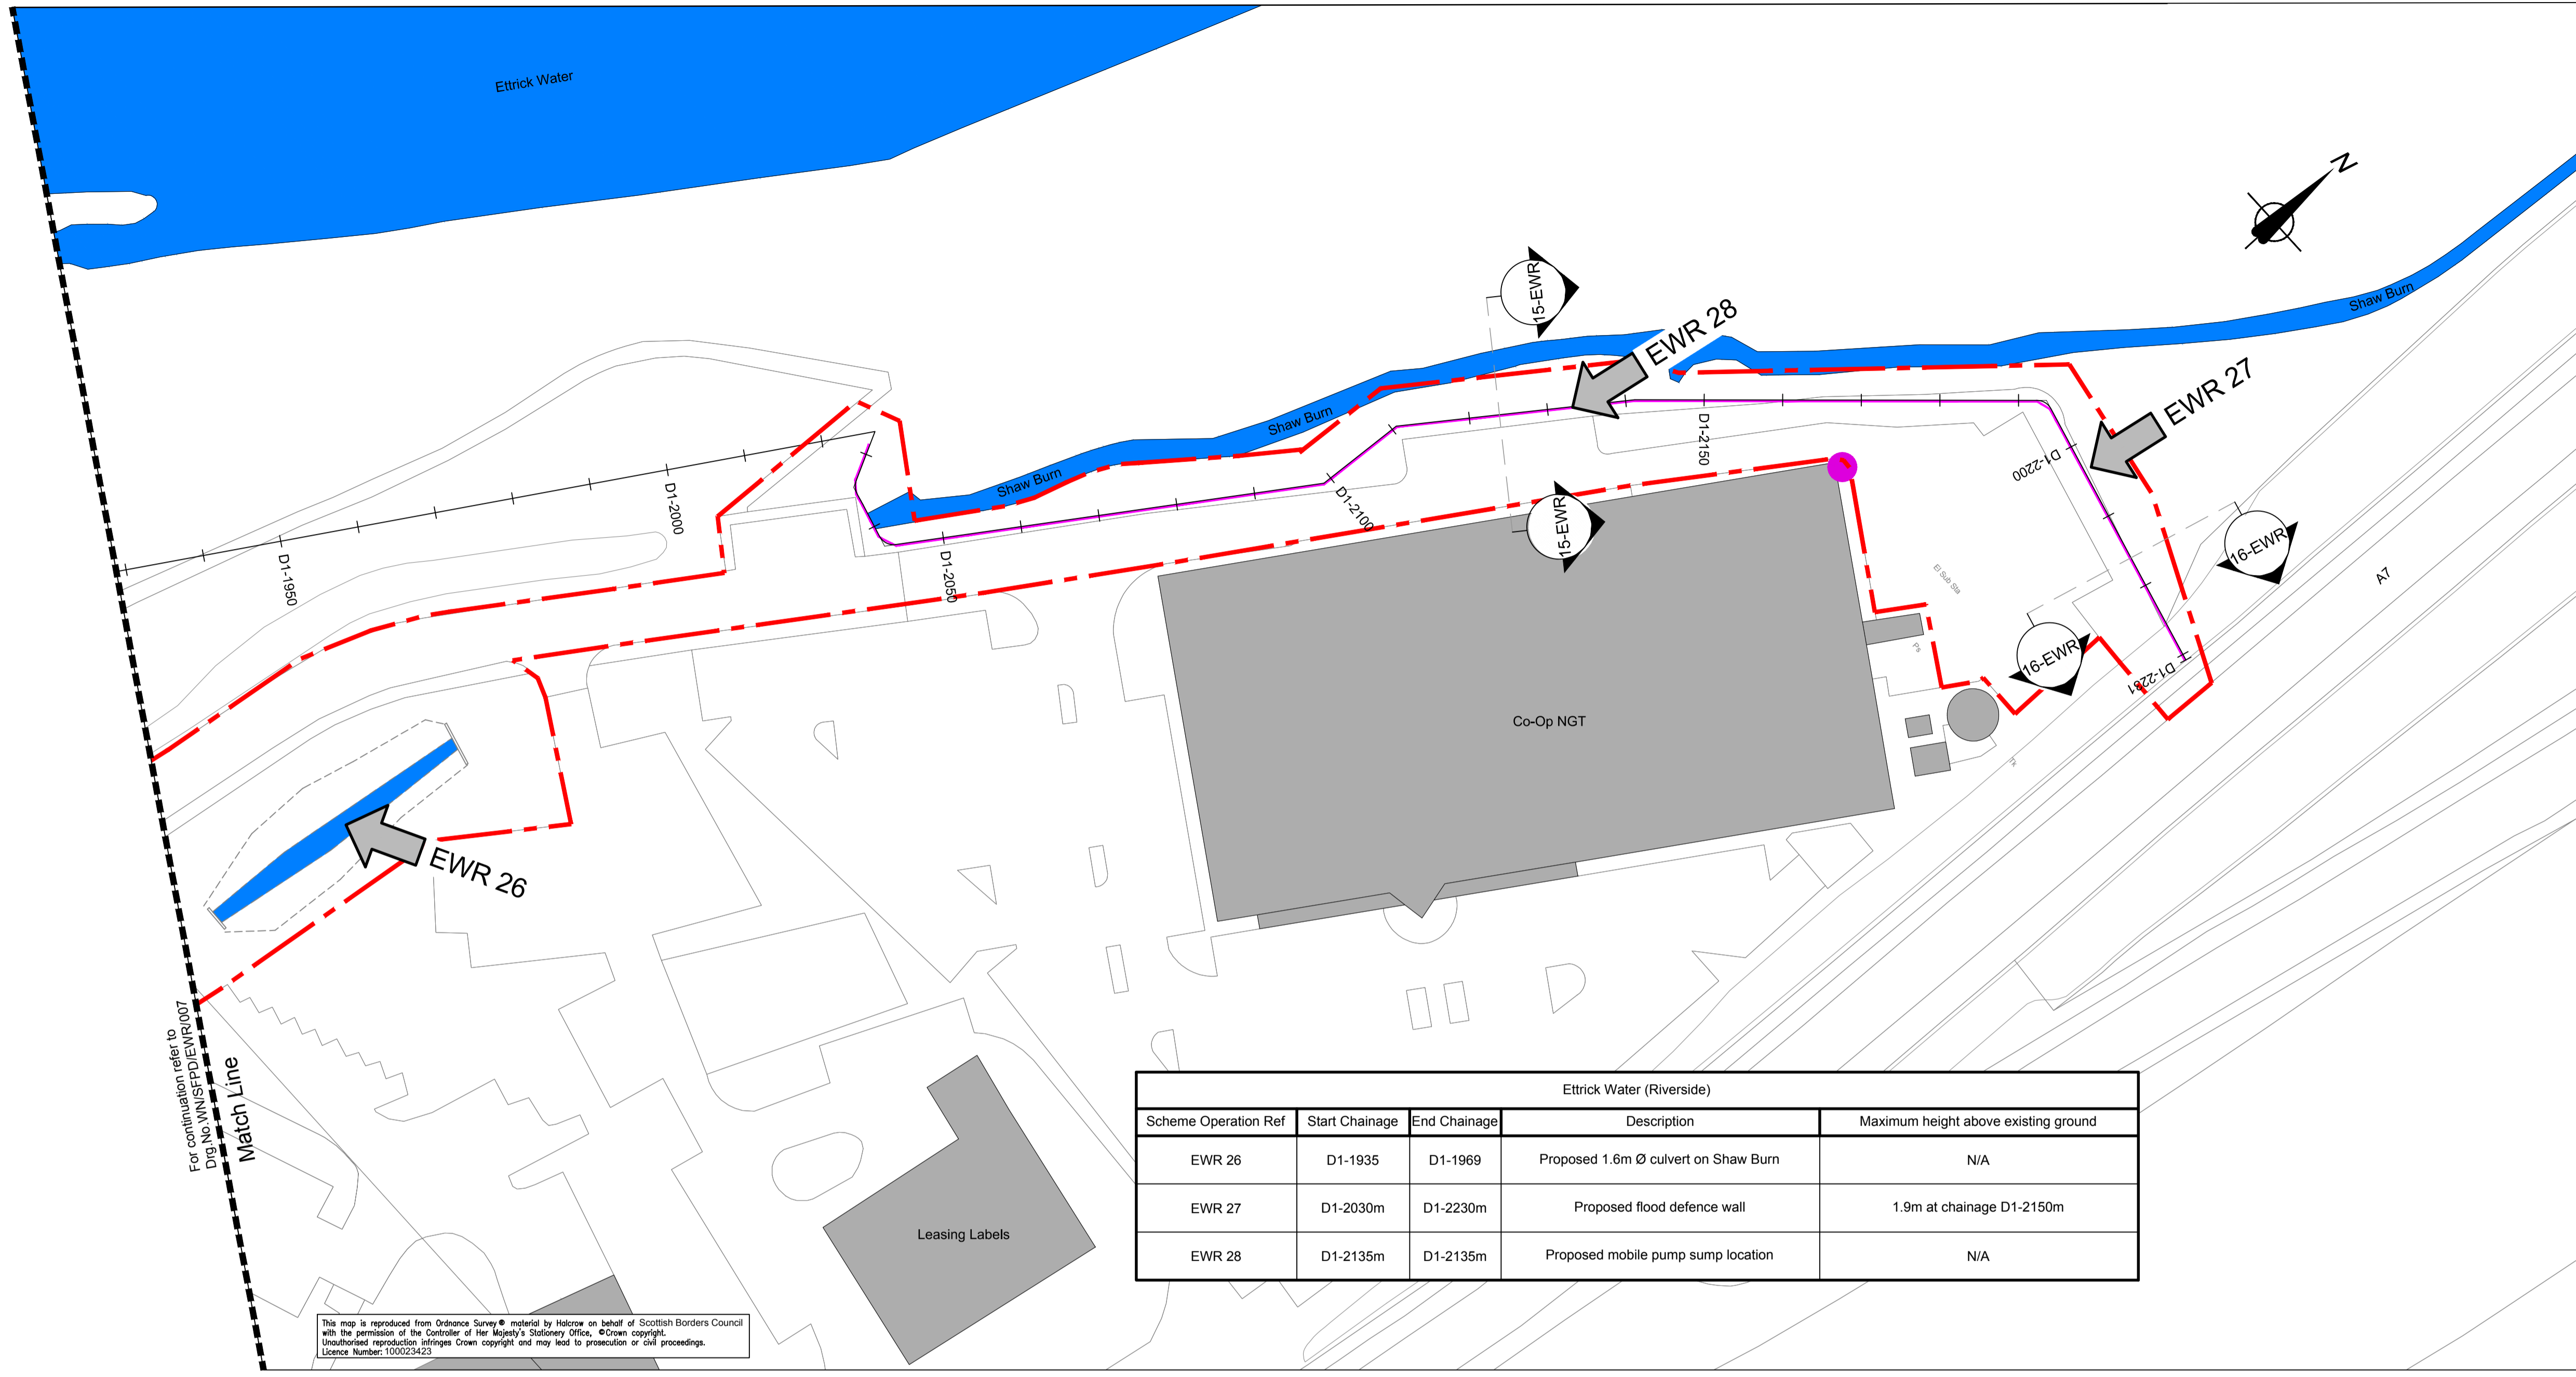 Ettrick Water
N
15-EWR
EWR 28
Shaw Burn
EWR 27
Shaw Burn
Shaw Burn
D1-2150
D1-2200
D1-2000
D1-2100
15-EWR
16-EWR
D1-1950
D1-2050
El Sub Sta
A7
Ps
16-EWR
D1-2231
Co-Op NGT
Tk
EWR 26
For continuation refer to
Drg.No.WN/SFPD/EWR/007
Match Line
Ettrick Water (Riverside)
Scheme Operation Ref Start Chainage End Chainage Description Maximum height above existing ground
EWR 26 D1-1935 D1-1969 Proposed 1.6m Ø culvert on Shaw Burn N/A
EWR 27 D1-2030m D1-2230m Proposed flood defence wall 1.9m at chainage D1-2150m
EWR 28 D1-2135m D1-2135m Proposed mobile pump sump location N/A
Leasing Labels
This map is reproduced from Ordnance Survey® material by Halcrow on behalf of Scottish Borders Council
with the permission of the Controller of Her Majesty's Stationery Office, ©Crown copyright.
Unauthorised reproduction infringes Crown copyright and may lead to prosecution or civil proceedings.
Licence Number: 100023423